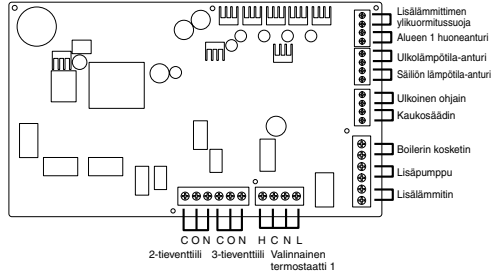 Lisälämmittimen
ylikuormitussuoja
Alueen 1 huoneanturi
Ulkolämpötila-anturi
Säiliön lämpötila-anturi
Ulkoinen ohjain
Kaukosäädin
Boilerin kosketin
Lisäpumppu
Lisälämmitin
C O N C O N H C N L
2-tieventtiili 3-tieventtiili Valinnainen
termostaatti 1